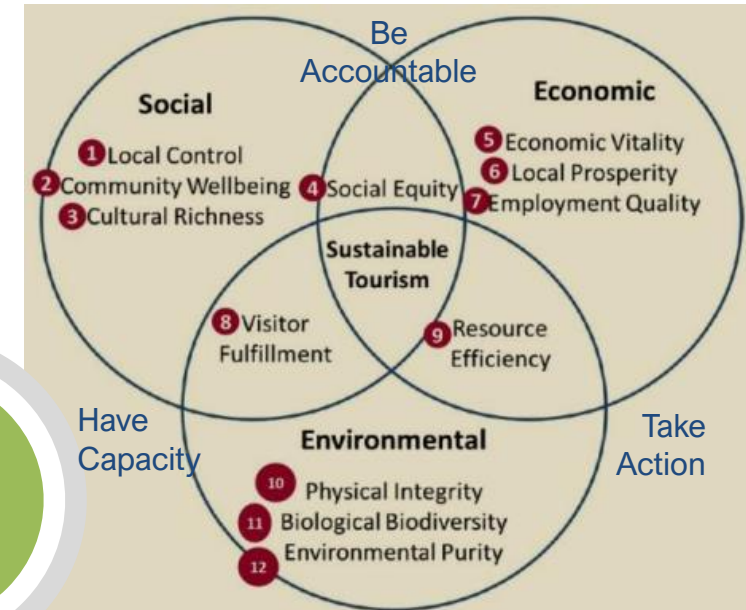 Be
Accountable
Social
1 Local Control
2 Community Wellbeing
3 Cultural Richness
4 Social Equity
Economic
5 Economic Vitality
6 Local Prosperity
7 Employment Quality
Sustainable
Tourism
8 Visitor
Fulfillment
9 Resource
Efficiency
Have
Capacity
Take
Action
Environmental
10 Physical Integrity
11 Biological Biodiversity
12 Environmental Purity